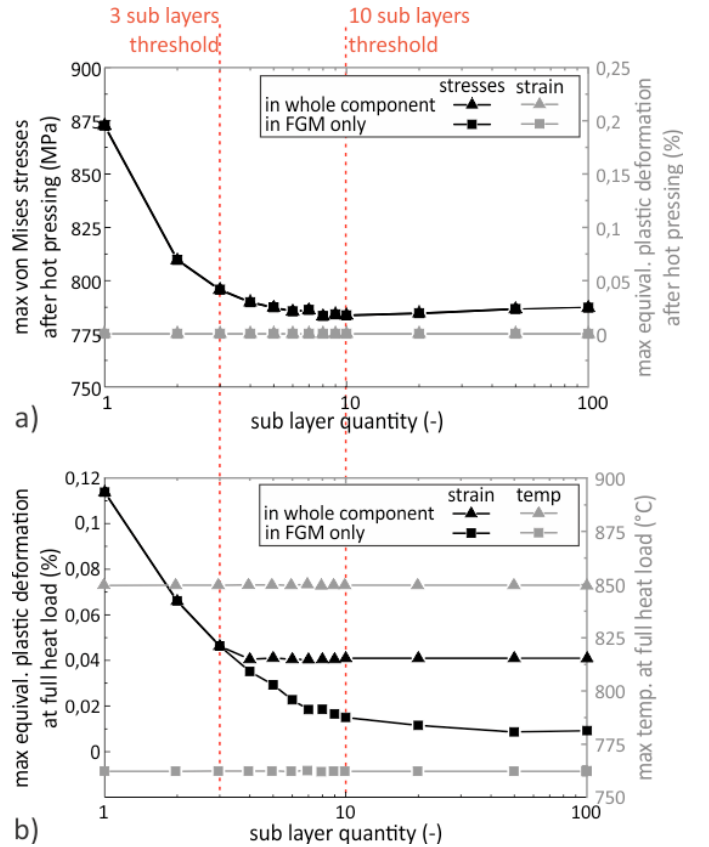 3 sub layers
threshold
10 sub layers
threshold
900
875
850
825
800
775
750
max von Mises stresses
after hot pressing (MPa)
stresses strain
in whole component
in FGM only
0,25
0,2
0,15
0,1
0,05
0
max equival. plastic deformation
after hot pressing (%)
1 10 100
sub layer quantity (-)
a)
0,12
0,1
0,08
0,06
0,04
0,02
0
max equival. plastic deformation
at full heat load (%)
strain temp
in whole component
in FGM only
900
875
850
815
790
775
750
max temp. at full heat load (°C)
1 10 100
sub layer quantity (-)
b)